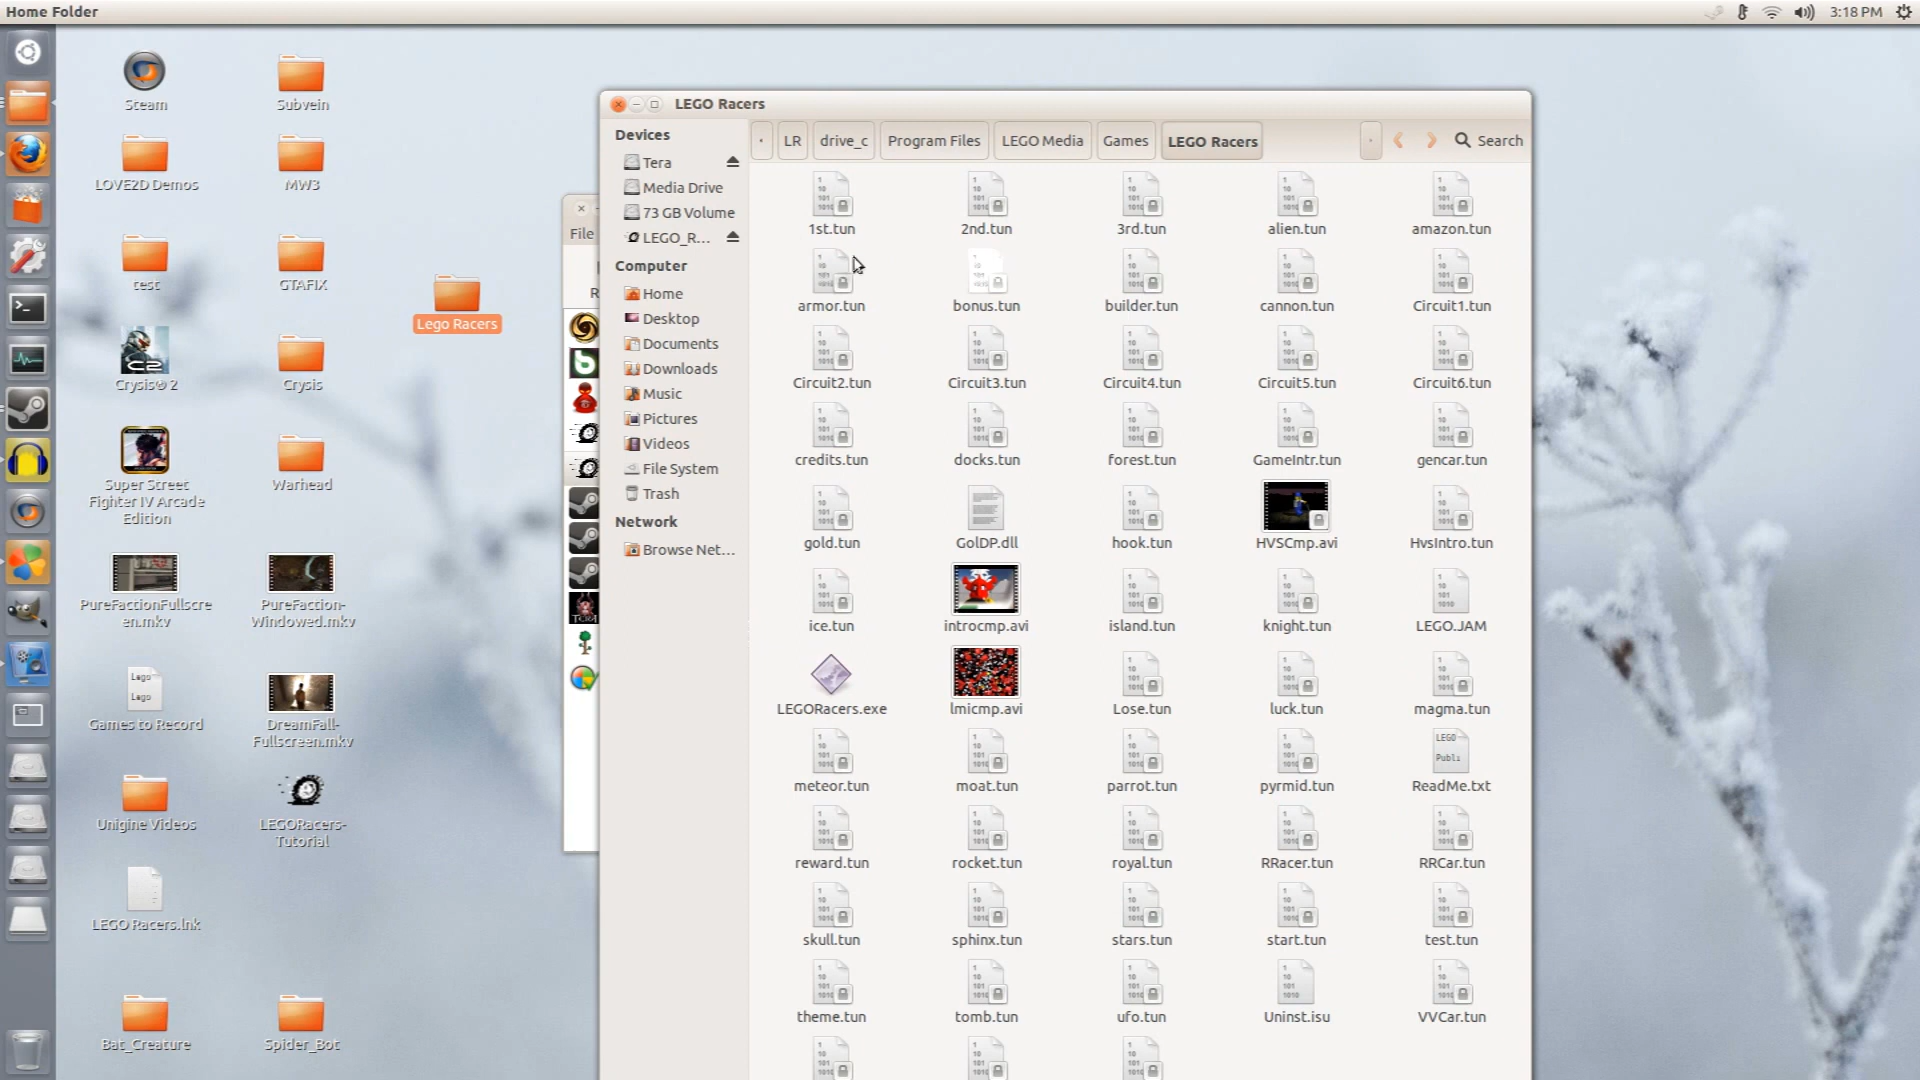 Home Folder
3:18 PM
Steam
Subvein
LOVE2D Demos
MW3
test
GTAFIX
Lego Racers
Crysis® 2
Crysis
Super Street
Fighter IV Arcade
Edition
Warhead
PureFactionFullscre
en.mkv
PureFaction-
Windowed.mkv
Lego
Lego
Games to Record
DreamFall-
Fullscreen.mkv
Unigine Videos
LEGORacers-
Tutorial
LEGO Racers.lnk
Bat_Creature
Spider_Bot
File
R
LEGO Racers
Devices
Tera
Media Drive
73 GB Volume
LEGO_R...
Computer
Home
Desktop
Documents
Downloads
Music
Pictures
Videos
File System
Trash
Network
Browse Net...
LR
drive_c
Program Files
LEGO Media
Games
LEGO Racers
Search
1st.tun
2nd.tun
3rd.tun
alien.tun
amazon.tun
armor.tun
bonus.tun
builder.tun
cannon.tun
Circuit1.tun
Circuit2.tun
Circuit3.tun
Circuit4.tun
Circuit5.tun
Circuit6.tun
credits.tun
docks.tun
forest.tun
GameIntr.tun
gencar.tun
gold.tun
GolDP.dll
hook.tun
HVSCmp.avi
HvsIntro.tun
ice.tun
introcmp.avi
island.tun
knight.tun
LEGO.JAM
LEGORacers.exe
lmicmp.avi
Lose.tun
luck.tun
magma.tun
meteor.tun
moat.tun
parrot.tun
pyrmid.tun
LEGO
Publi
ReadMe.txt
reward.tun
rocket.tun
royal.tun
RRacer.tun
RRCar.tun
skull.tun
sphinx.tun
stars.tun
start.tun
test.tun
theme.tun
tomb.tun
ufo.tun
Uninst.isu
VVCar.tun